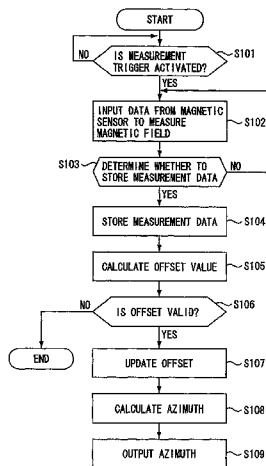 START
IS MEASUREMENT
TRIGGER ACTIVATED?
S101
NO
YES
INPUT DATA FROM MAGNETIC
SENSOR TO MEASURE
MAGNETIC FIELD
S102
S103
DETERMINE WHETHER TO
STORE MEASUREMENT DATA
NO
YES
STORE MEASUREMENT DATA
S104
CALCULATE OFFSET VALUE
S105
NO
IS OFFSET VALID?
S106
YES
END
UPDATE OFFSET
S107
CALCULATE AZIMUTH
S108
OUTPUT AZIMUTH
S109